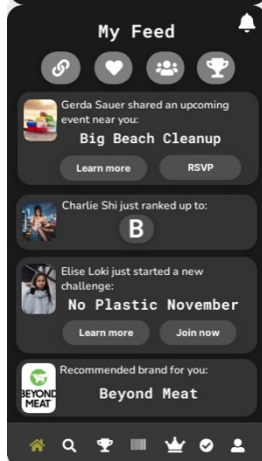 My Feed
Gerda Sauer shared an upcoming
event near you:
Big Beach Cleanup
Learn more
RSVP
Charlie Shi just ranked up to:
B
Elise Loki just started a new
challenge:
No Plastic November
Learn more
Join now
Recommended brand for you:
BEYOND
MEAT
Beyond Meat